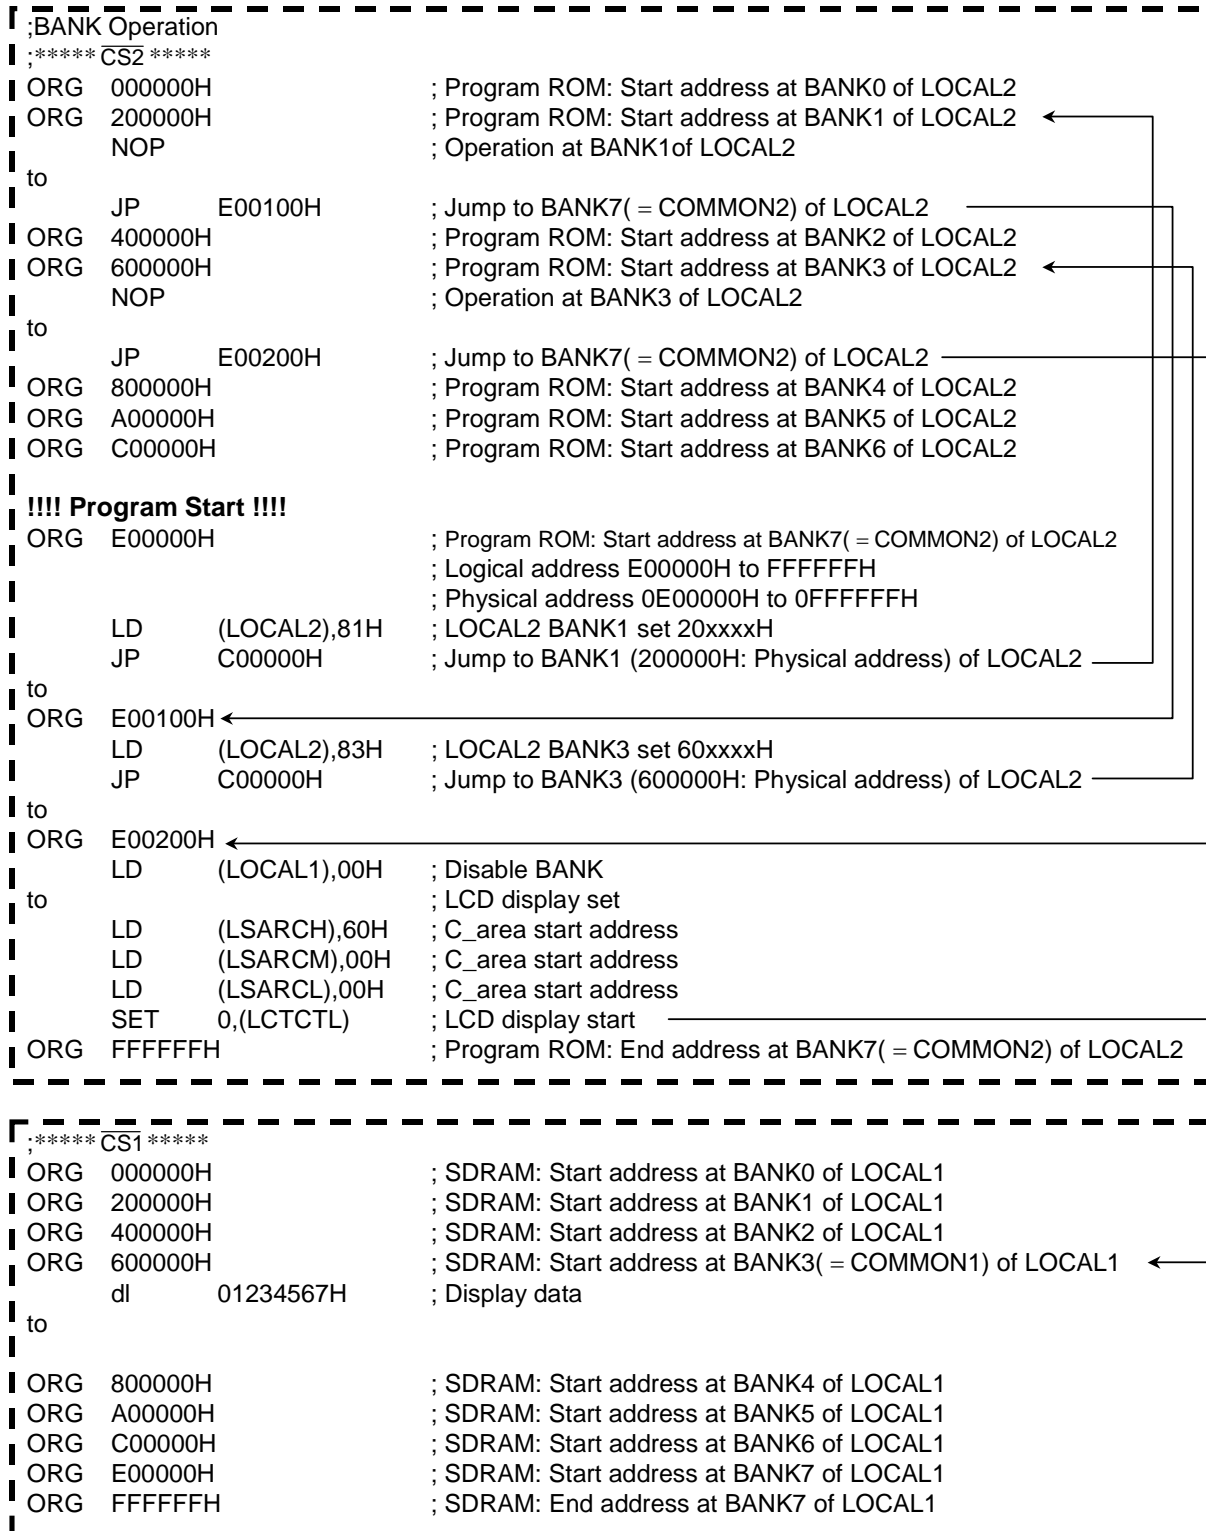 ;BANK Operation
;***** CS2 *****
ORG 000000H ; Program ROM: Start address at BANK0 of LOCAL2
ORG 200000H ; Program ROM: Start address at BANK1 of LOCAL2
NOP ; Operation at BANK1of LOCAL2
to
JP E00100H ; Jump to BANK7( = COMMON2) of LOCAL2
ORG 400000H ; Program ROM: Start address at BANK2 of LOCAL2
ORG 600000H ; Program ROM: Start address at BANK3 of LOCAL2
NOP ; Operation at BANK3 of LOCAL2
to
JP E00200H ; Jump to BANK7( = COMMON2) of LOCAL2
ORG 800000H ; Program ROM: Start address at BANK4 of LOCAL2
ORG A00000H ; Program ROM: Start address at BANK5 of LOCAL2
ORG C00000H ; Program ROM: Start address at BANK6 of LOCAL2
!!!! Program Start !!!!
ORG E00000H ; Program ROM: Start address at BANK7( = COMMON2) of LOCAL2
; Logical address E00000H to FFFFFFH
; Physical address 0E00000H to 0FFFFFFH
LD (LOCAL2),81H ; LOCAL2 BANK1 set 20xxxxH
JP C00000H ; Jump to BANK1 (200000H: Physical address) of LOCAL2
to
ORG E00100H
LD (LOCAL2),83H ; LOCAL2 BANK3 set 60xxxxH
JP C00000H ; Jump to BANK3 (600000H: Physical address) of LOCAL2
to
ORG E00200H
LD (LOCAL1),00H ; Disable BANK
to ; LCD display set
LD (LSARCH),60H ; C_area start address
LD (LSARCM),00H ; C_area start address
LD (LSARCL),00H ; C_area start address
SET 0,(LCTCTL) ; LCD display start
ORG FFFFFFH ; Program ROM: End address at BANK7( = COMMON2) of LOCAL2
;***** CS1 *****
ORG 000000H ; SDRAM: Start address at BANK0 of LOCAL1
ORG 200000H ; SDRAM: Start address at BANK1 of LOCAL1
ORG 400000H ; SDRAM: Start address at BANK2 of LOCAL1
ORG 600000H ; SDRAM: Start address at BANK3( = COMMON1) of LOCAL1
dl 01234567H ; Display data
to
ORG 800000H ; SDRAM: Start address at BANK4 of LOCAL1
ORG A00000H ; SDRAM: Start address at BANK5 of LOCAL1
ORG C00000H ; SDRAM: Start address at BANK6 of LOCAL1
ORG E00000H ; SDRAM: Start address at BANK7 of LOCAL1
ORG FFFFFFH ; SDRAM: End address at BANK7 of LOCAL1